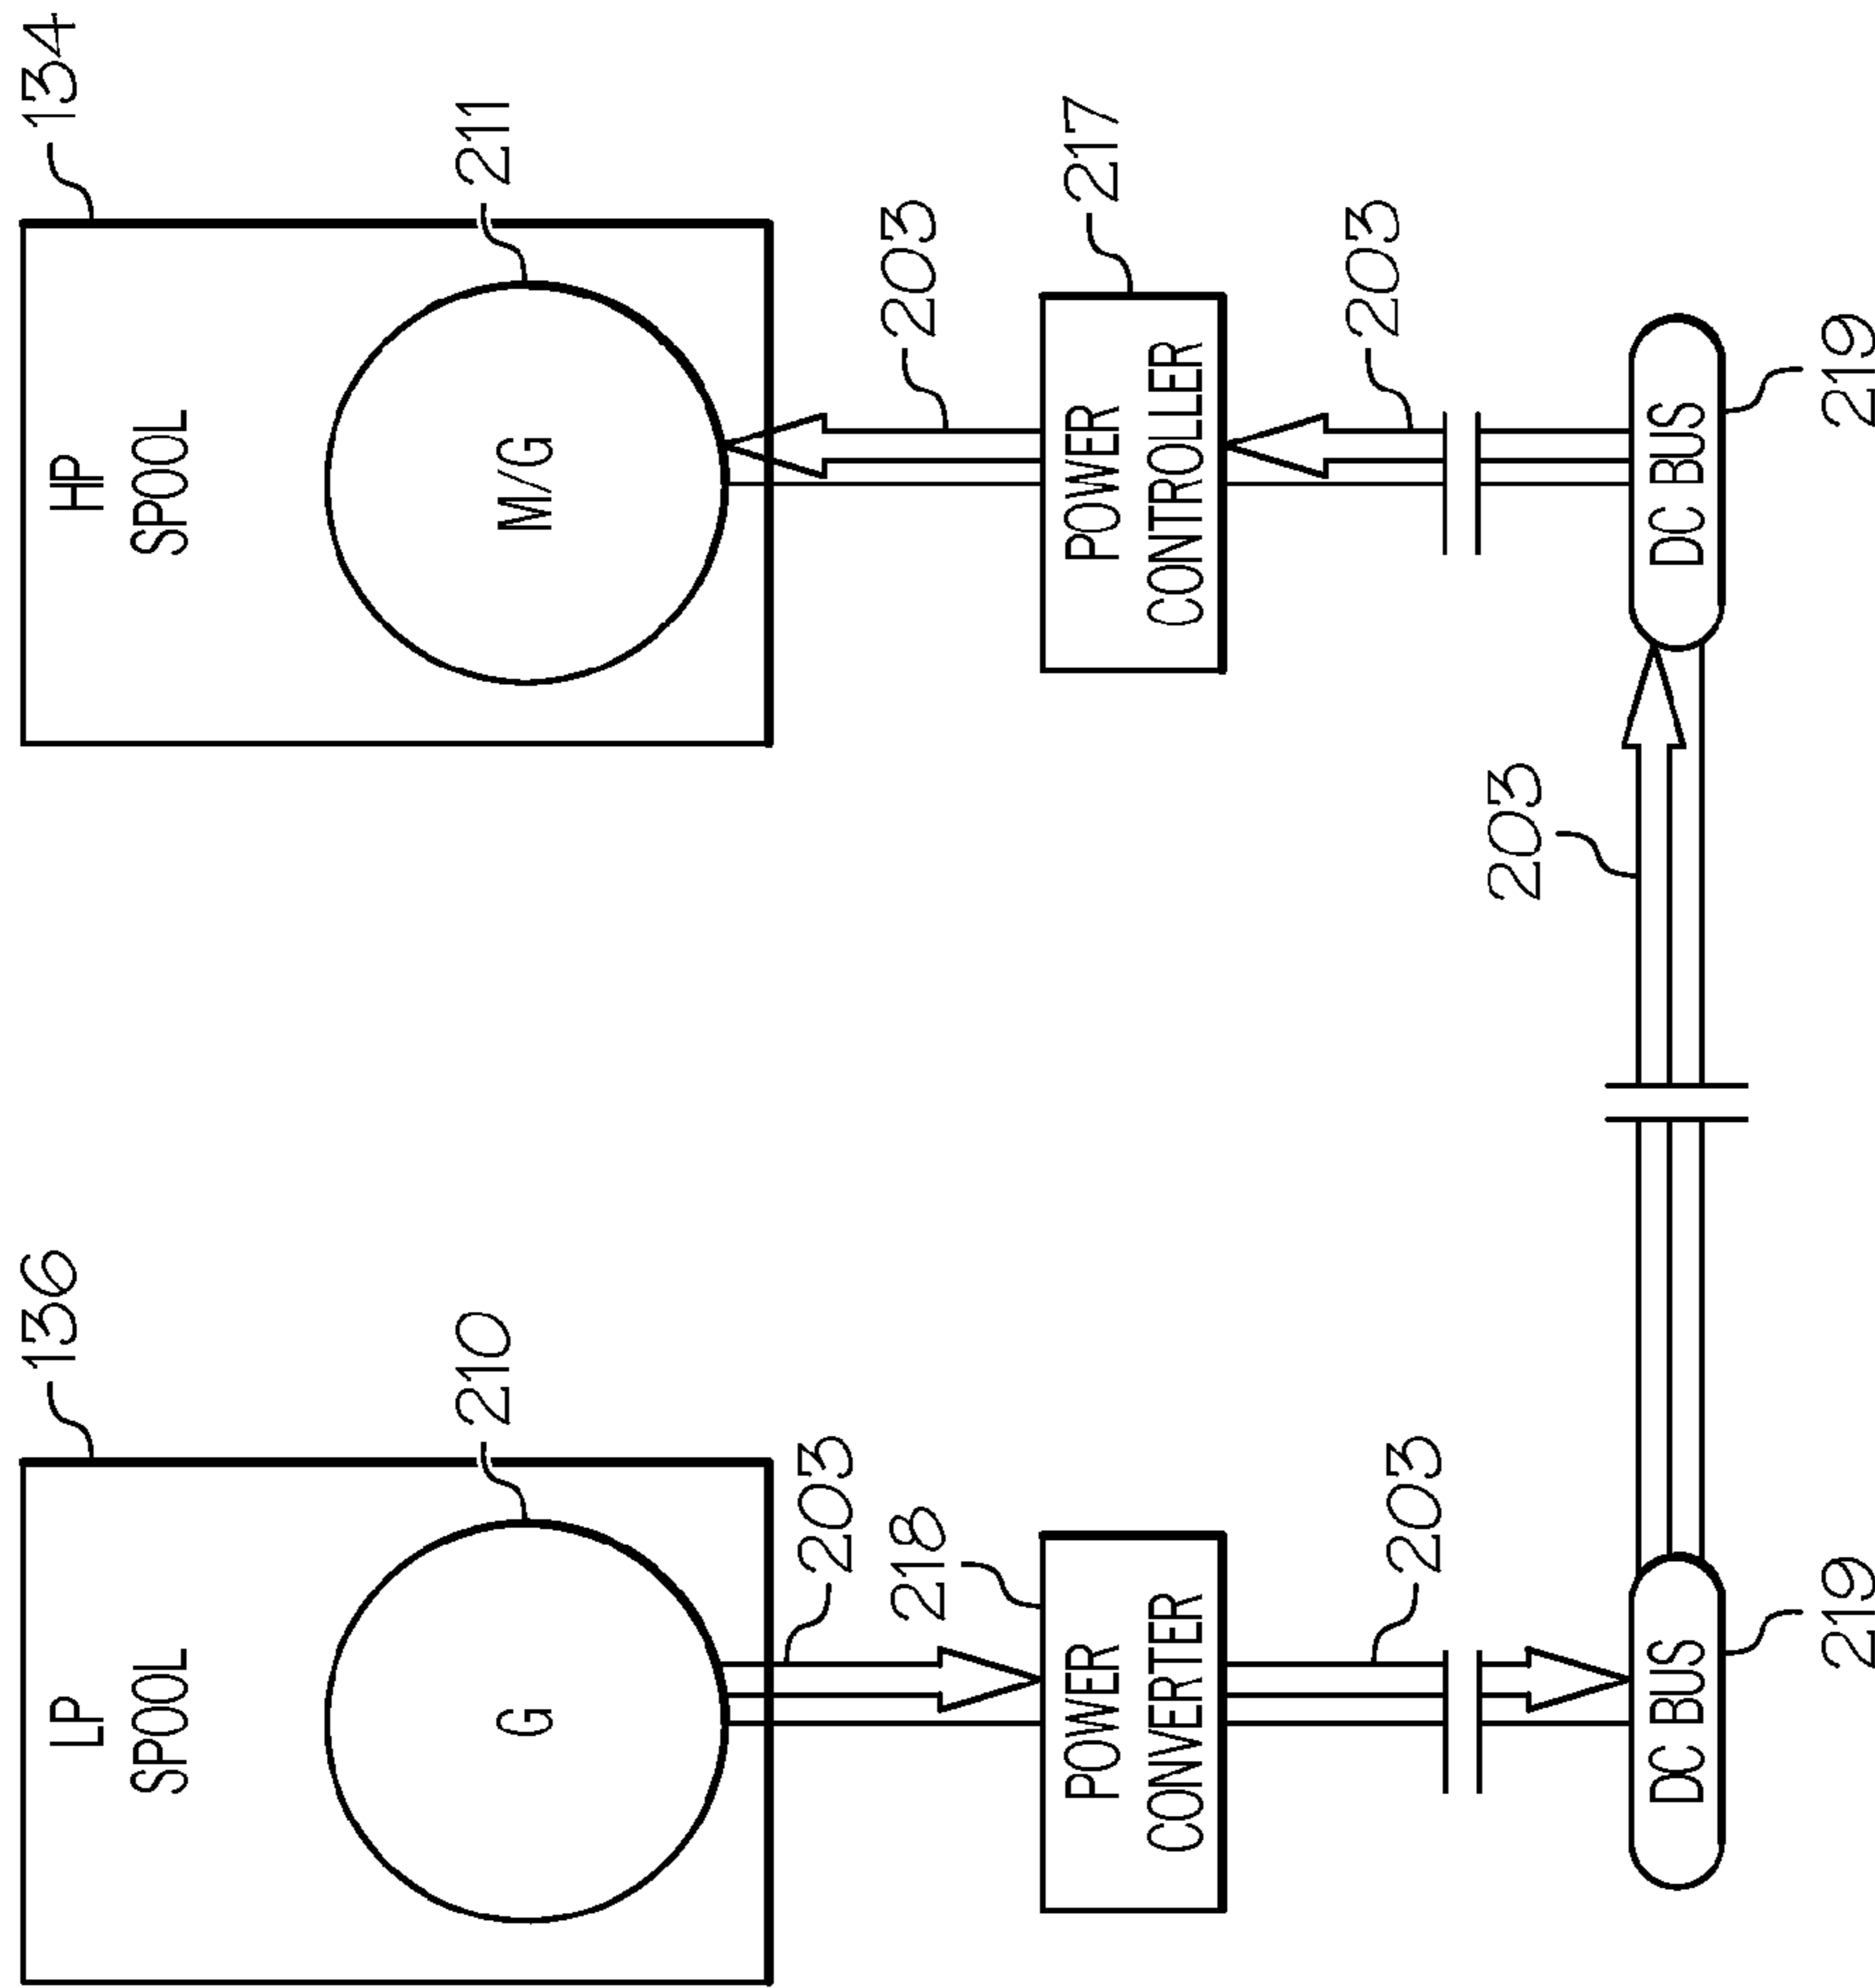 136
LP
SPOOL
134
HP
SPOOL
G
210
M/G
211
203
218
203
POWER
CONVERTER
POWER
CONTROLLER
217
203
203
203
DC BUS
DC BUS
219
219